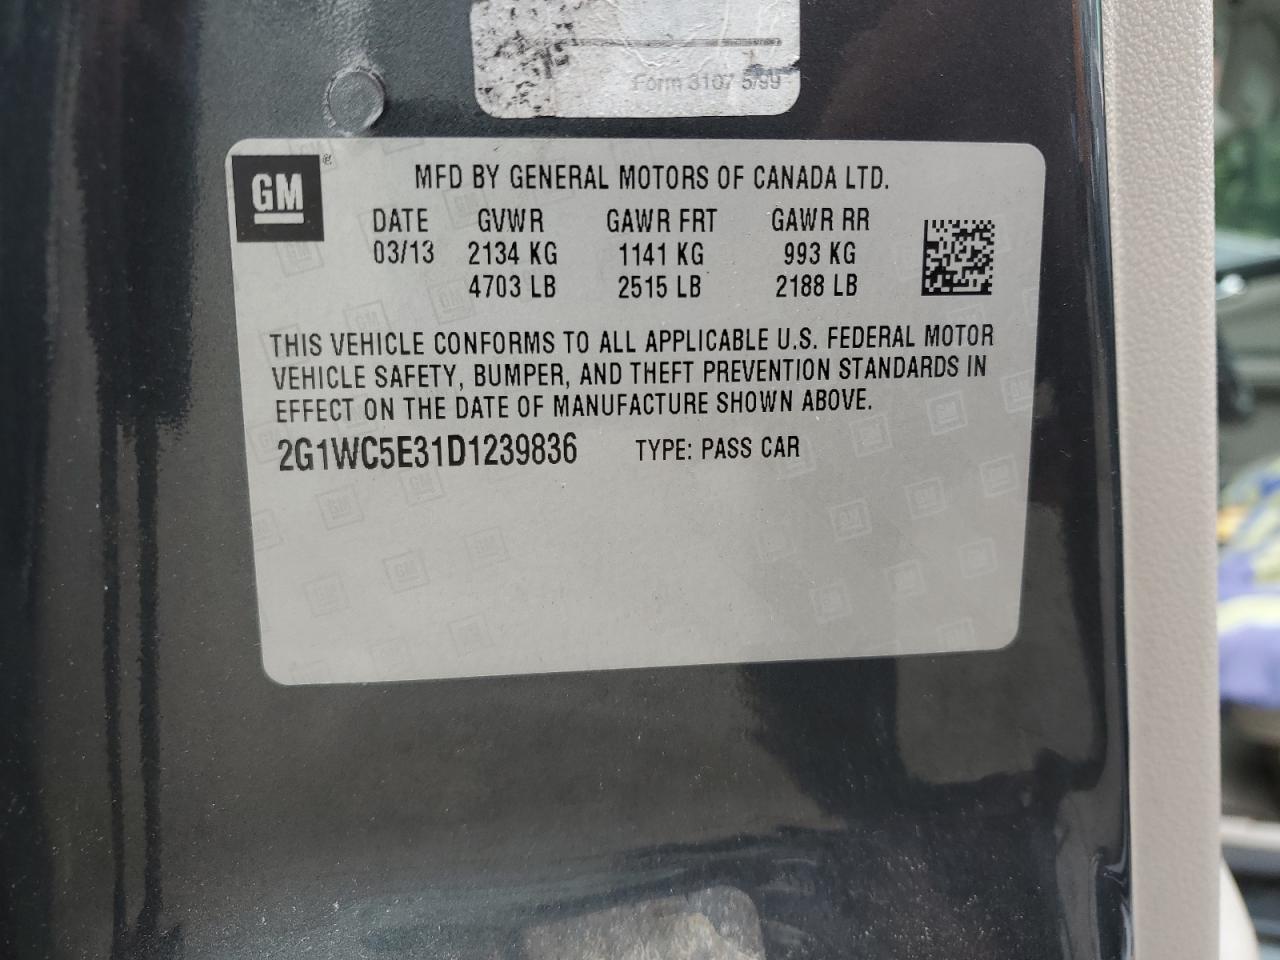 Form 3107 5/99
GM
MFD BY GENERAL MOTORS OF CANADA LTD.
DATE GVWR GAWR FRT GAWR RR
03/13 2134 KG 1141 KG 993 KG
4703 LB 2515 LB 2188 LB
THIS VEHICLE CONFORMS TO ALL APPLICABLE U.S. FEDERAL MOTOR
VEHICLE SAFETY, BUMPER, AND THEFT PREVENTION STANDARDS IN
EFFECT ON THE DATE OF MANUFACTURE SHOWN ABOVE.
2G1WC5E31D1239836 TYPE: PASS CAR